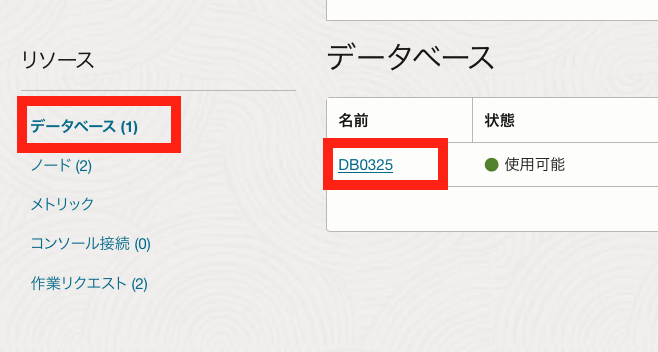 リソース
データベース (1)
ノード (2)
メトリック
コンソール接続 (0)
作業リクエスト (2)
データベース
名前
状態
DB0325
使用可能